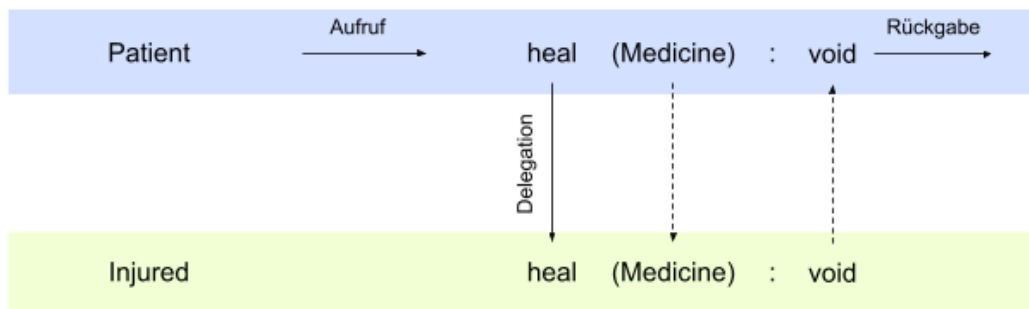 Patient Aufruf heal (Medicine) : void Rückgabe
Delegation
Injured heal (Medicine) : void